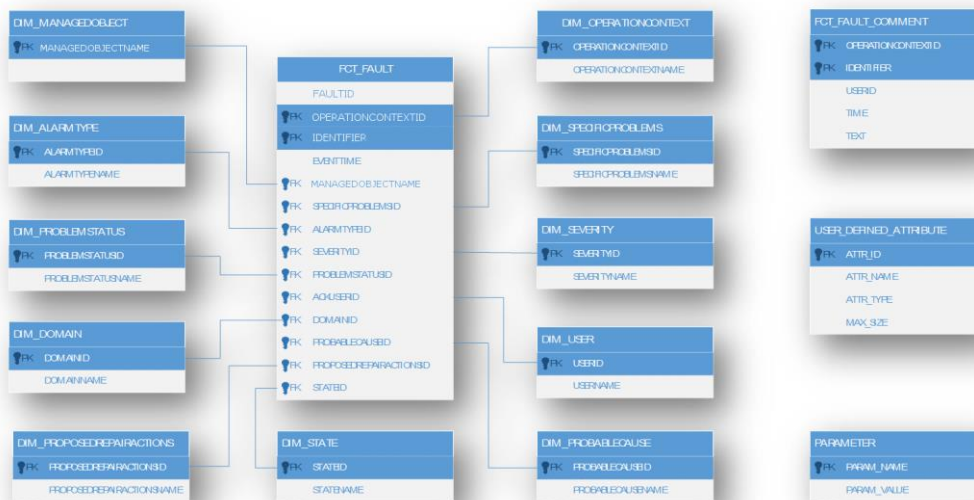 DIM_MANAGEDOBJECT
PK MANAGEDOBJECTNAME
DIM_ALARMTYPE
PK ALARMTYPEID
ALARMTYPENAME
DIM_PROBLEMSTATUS
PK PROBLEMSTATUSID
PROBLEMSTATUSNAME
DIM_DOMAIN
PK DOMAINID
DOMAINNAME
DIM_PROPOSEDREPAIRACTIONS
PK PROPOSEDREPAIRACTIONSID
PROPOSEDREPAIRACTIONSNAME
FCT_FAULT
FAULTID
PK OPERATIONCONTEXTID
PK IDENTIFIER
EVENTTIME
FK MANAGEDOBJECTNAME
FK SPECIFICPROBLEMSID
FK ALARMTYPEID
FK SEVERITYID
FK PROBLEMSTATUSID
FK ACKUSERID
FK DOMAINID
FK PROBABLECAUSEID
FK PROPOSEDREPAIRACTIONSID
FK STATEID
DIM_STATE
PK STATEID
STATENAME
DIM_OPERATIONCONTEXT
PK OPERATIONCONTEXTID
OPERATIONCONTEXTNAME
DIM_SPECIFICPROBLEMS
PK SPECIFICPROBLEMSID
SPECIFICPROBLEMSNAME
DIM_SEVERITY
PK SEVERITYID
SEVERITYNAME
DIM_USER
PK USERID
USERNAME
DIM_PROBABLECAUSE
PK PROBABLECAUSEID
PROBABLECAUSENAME
FCT_FAULT_COMMENT
PK OPERATIONCONTEXTID
PK IDENTIFIER
USERID
TIME
TEXT
USER_DEFINED_ATTRIBUTE
PK ATTR_ID
ATTR_NAME
ATTR_TYPE
MAX_SIZE
PARAMETER
PK PARAM_NAME
PARAM_VALUE